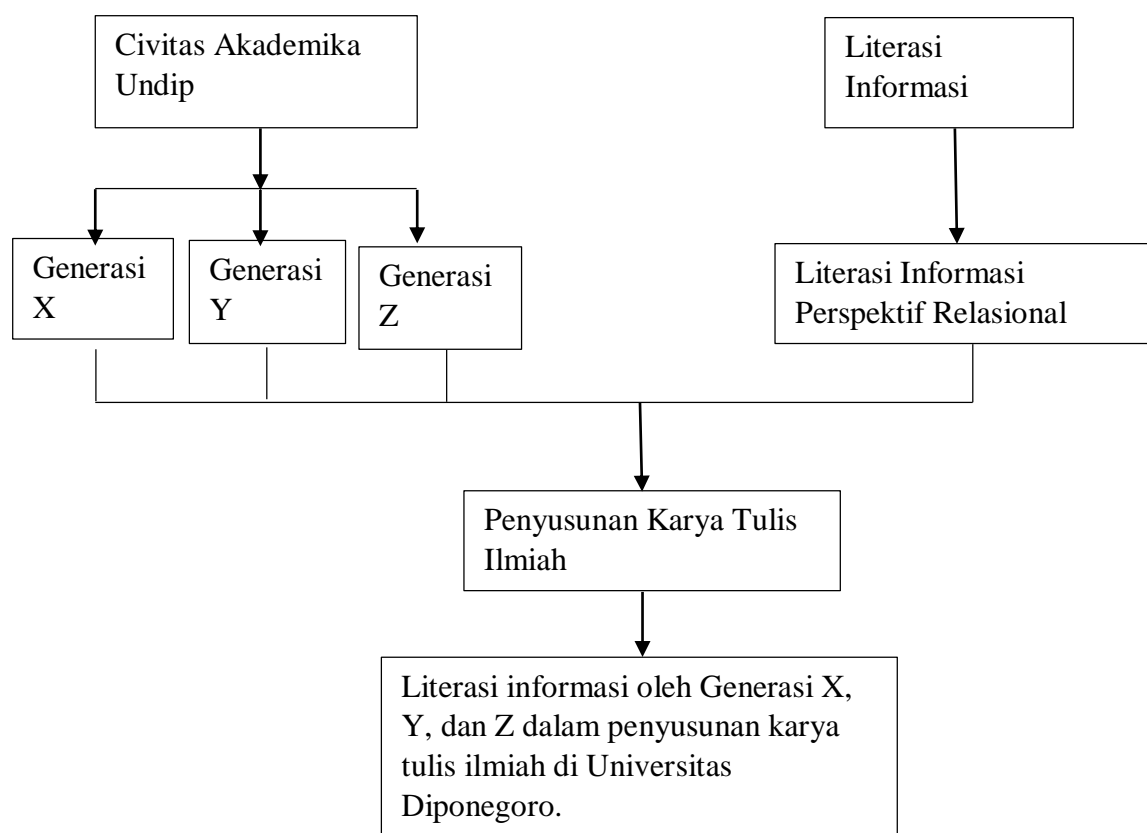 Civitas Akademika
Undip
Literasi
Informasi
Generasi
X
Generasi
Y
Generasi
Z
Literasi Informasi
Perspektif Relasional
Penyusunan Karya Tulis
Ilmiah
Literasi informasi oleh Generasi X,
Y, dan Z dalam penyusunan karya
tulis ilmiah di Universitas
Diponegoro.